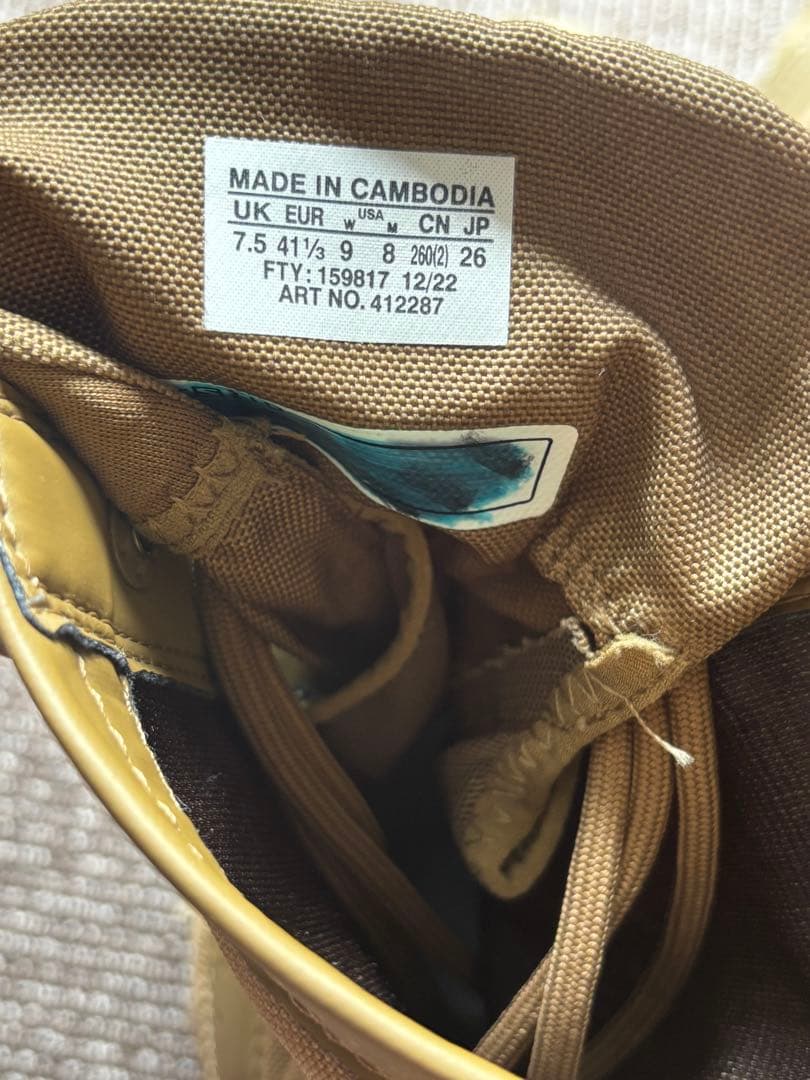 MADE IN CAMBODIA
UK EUR W USA M CN JP
7.5 41⅓ 9 8 260(2) 26
FTY: 159817 12/22
ART NO. 412287